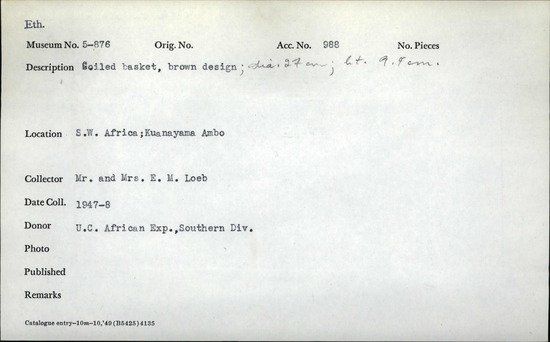 Eth.
Museum No. 5-876 Orig. No. Acc. No. 988 No. Pieces
Description Coiled basket, brown design; dia. 27 cm; ht. 9.9 cm.
Location S.W. Africa;Kuanayama Ambo
Collector Mr. and Mrs. E. M. Loeb
Date Coll. 1947-8
Donor U.C. African Exp.,Southern Div.
Photo
Published
Remarks
Catalogue entry—10m—10,'49 (B5425) 4135